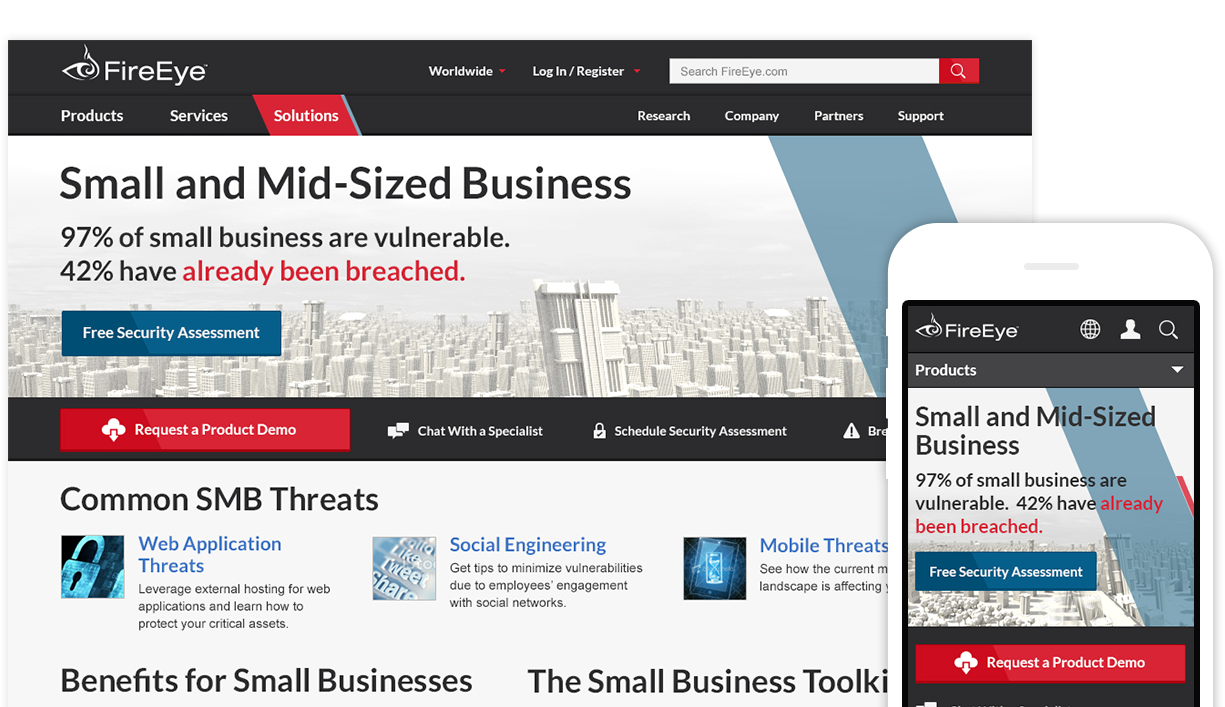 FireEye
Worldwide
Log In / Register
Search FireEye.com
Products
Services
Solutions
Research
Company
Partners
Support
Small and Mid-Sized Business
97% of small business are vulnerable.
42% have already been breached.
Free Security Assessment
Request a Product Demo
Chat With a Specialist
Schedule Security Assessment
Common SMB Threats
Web Application
Threats
Leverage external hosting for web
applications and learn how to
protect your critical assets.
Like
Tweet
Share
Social Engineering
Get tips to minimize vulnerabilities
due to employees’ engagement
with social networks.
Mobile Threats
See how the current m
landscape is affecting
Benefits for Small Businesses
The Small Business Toolki
FireEye
Products
Small and Mid-Sized
Business
97% of small business are
vulnerable. 42% have already
been breached.
Free Security Assessment
Request a Product Demo